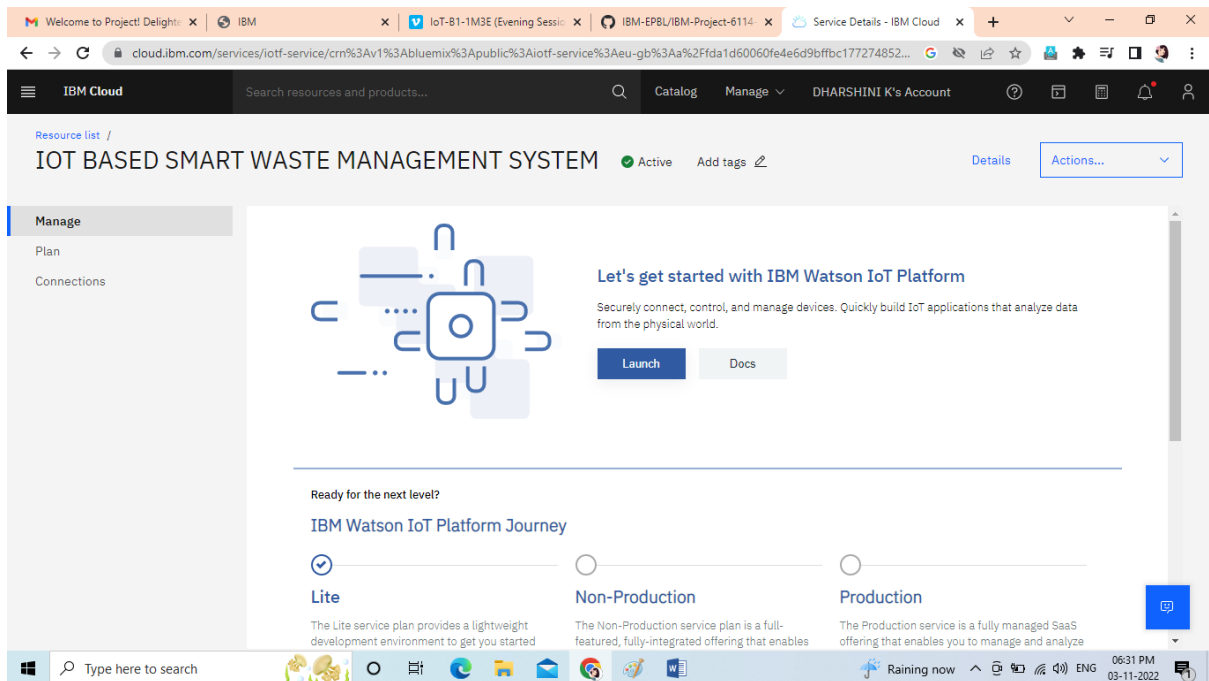 Welcome to Project! Delighte
IBM
IoT-B1-1M3E (Evening Sessio
IBM-EPBL/IBM-Project-6114-
Service Details - IBM Cloud
cloud.ibm.com/services/iotf-service/crn%3Av1%3Abluemix%3Apublic%3Aiotf-service%3Aeu-gb%3Aa%2Ffda1d60060fe4e6d9bffbc177274852...
IBM Cloud
Search resources and products...
Catalog
Manage
DHARSHINI K's Account
Resource list /
IOT BASED SMART WASTE MANAGEMENT SYSTEM
Active
Add tags
Details
Actions...
Manage
Plan
Connections
Let's get started with IBM Watson IoT Platform
Securely connect, control, and manage devices. Quickly build IoT applications that analyze data
from the physical world.
Launch
Docs
Ready for the next level?
IBM Watson IoT Platform Journey
Lite
The Lite service plan provides a lightweight
development environment to get you started
Non-Production
The Non-Production service plan is a full-
featured, fully-integrated offering that enables
Production
The Production service is a fully managed SaaS
offering that enables you to manage and analyze
Type here to search
Raining now
ENG
06:31 PM
03-11-2022